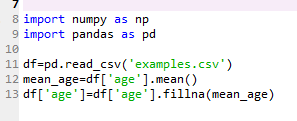 7
8 import numpy as np
9 import pandas as pd
10
11 df=pd.read_csv('examples.csv')
12 mean_age=df['age'].mean()
13 df['age']=df['age'].fillna(mean_age)